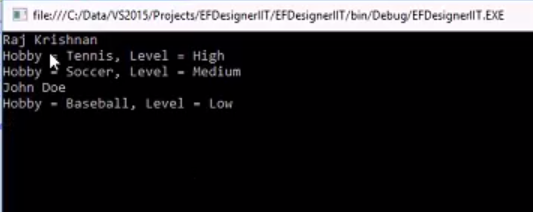 file:///C:/Data/VS2015/Projects/EFDesignerIIT/EFDesignerIIT/bin/Debug/EFDesignerIIT.EXE
Raj Krishnan
Hobby = Tennis, Level = High
Hobby = Soccer, Level = Medium
John Doe
Hobby = Baseball, Level = Low